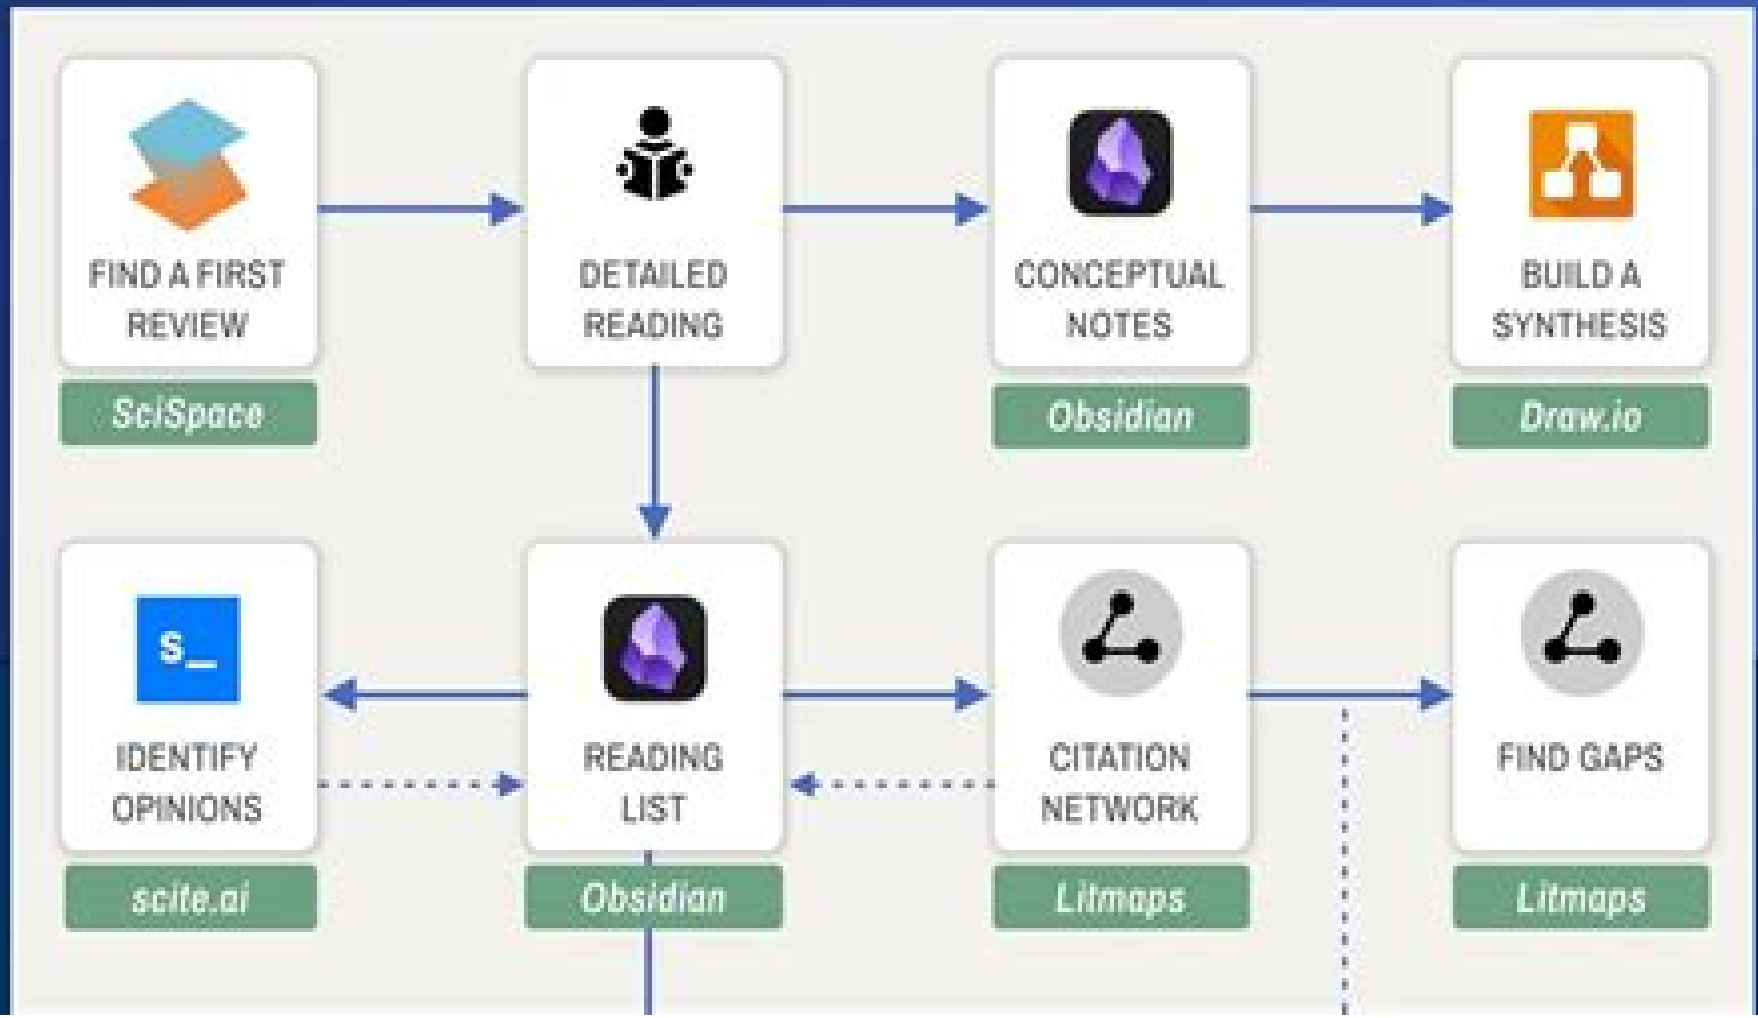 FIND A FIRST
REVIEW
SciSpace
DETAILED
READING
CONCEPTUAL
NOTES
Obsidian
BUILD A
SYNTHESIS
Draw.io
s_
IDENTIFY
OPINIONS
scite.ai
READING
LIST
Obsidian
CITATION
NETWORK
Litmaps
FIND GAPS
Litmaps